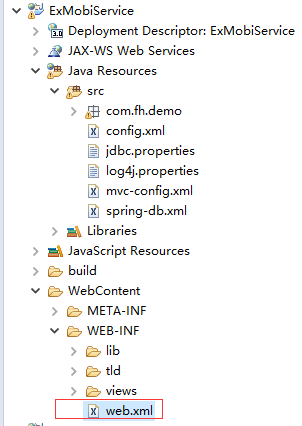 ExMobiService
Deployment Descriptor: ExMobiService
JAX-WS Web Services
Java Resources
src
com.fh.demo
config.xml
jdbc.properties
log4j.properties
mvc-config.xml
spring-db.xml
Libraries
JavaScript Resources
build
WebContent
META-INF
WEB-INF
lib
tld
views
web.xml